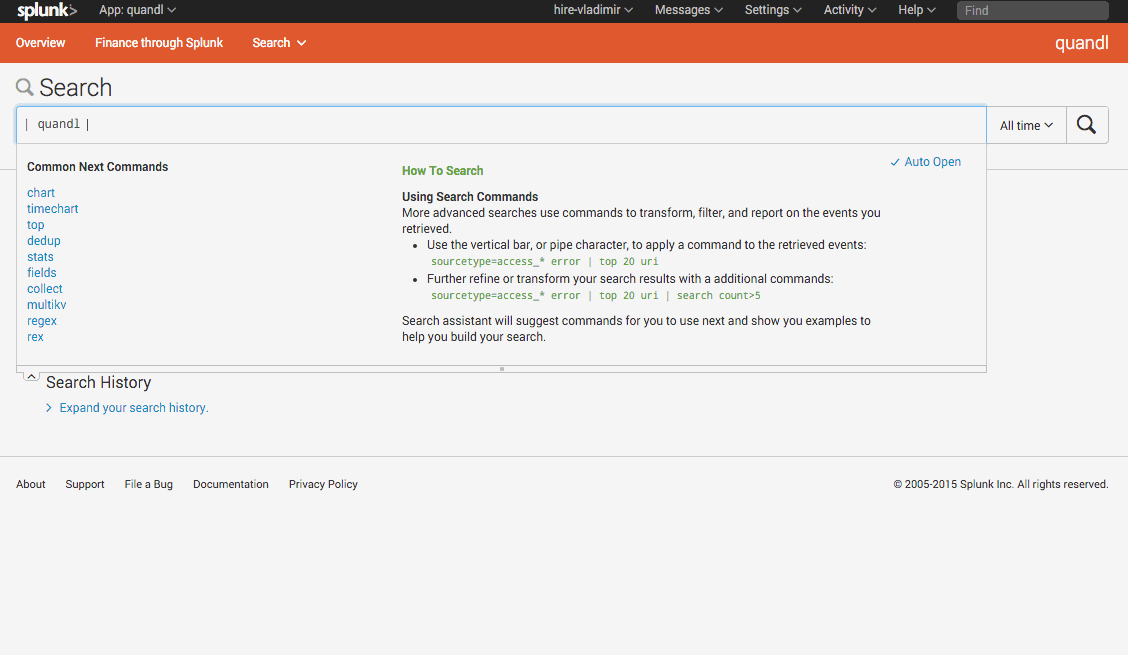 splunk> App: quandl hire-vladimir Messages Settings Activity Help Find
Overview Finance through Splunk Search quandl
Search
| quandl | All time
Common Next Commands
chart
timechart
top
dedup
stats
fields
collect
multikv
regex
rex
How To Search
Auto Open
Using Search Commands
More advanced searches use commands to transform, filter, and report on the events you
retrieved.
• Use the vertical bar, or pipe character, to apply a command to the retrieved events:
sourcetype=access_* error | top 20 uri
• Further refine or transform your search results with a additional commands:
sourcetype=access_* error | top 20 uri | search count>5
Search assistant will suggest commands for you to use next and show you examples to
help you build your search.
Search History
Expand your search history.
About Support File a Bug Documentation Privacy Policy © 2005-2015 Splunk Inc. All rights reserved.